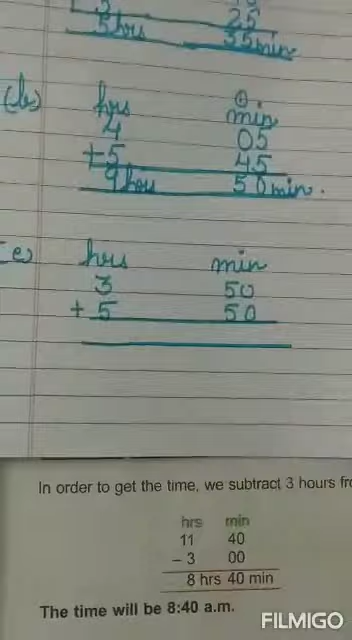 25
5hrs 35min
(b) hrs min
4 05
+5 45
9hour 50min.
e) hrs min
3 50
+ 5 50
In order to get the time, we subtract 3 hours
hrs min
11 40
– 3 00
8 hrs 40 min
The time will be 8:40 a.m.
FILMIGO